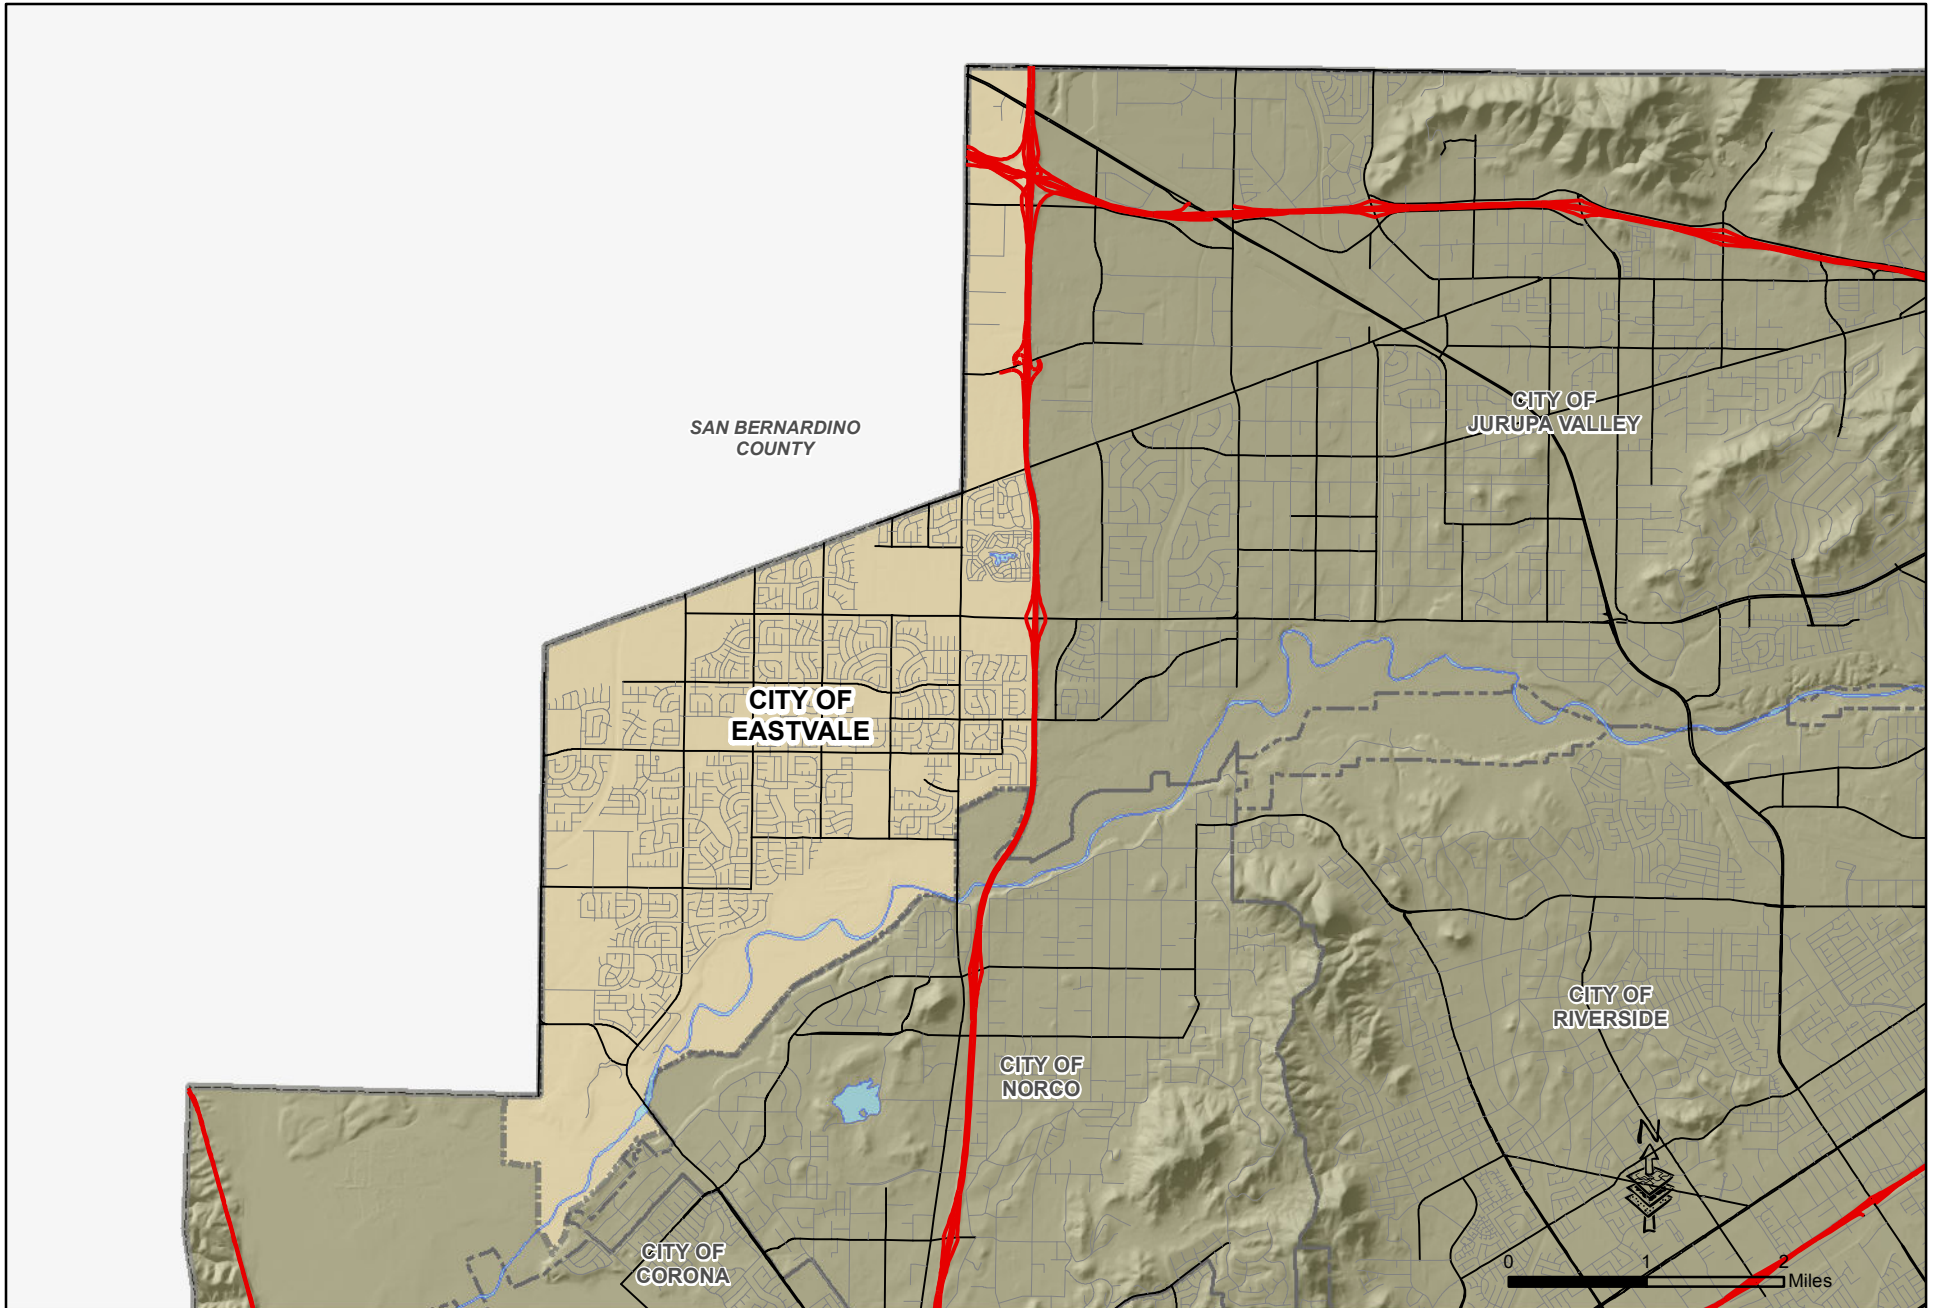 CITY OF
JURUPA VALLEY
SAN BERNARDINO
COUNTY
CITY OF
EASTVALE
CITY OF
RIVERSIDE
CITY OF
NORCO
N
CITY OF
CORONA
0 1 2
Miles